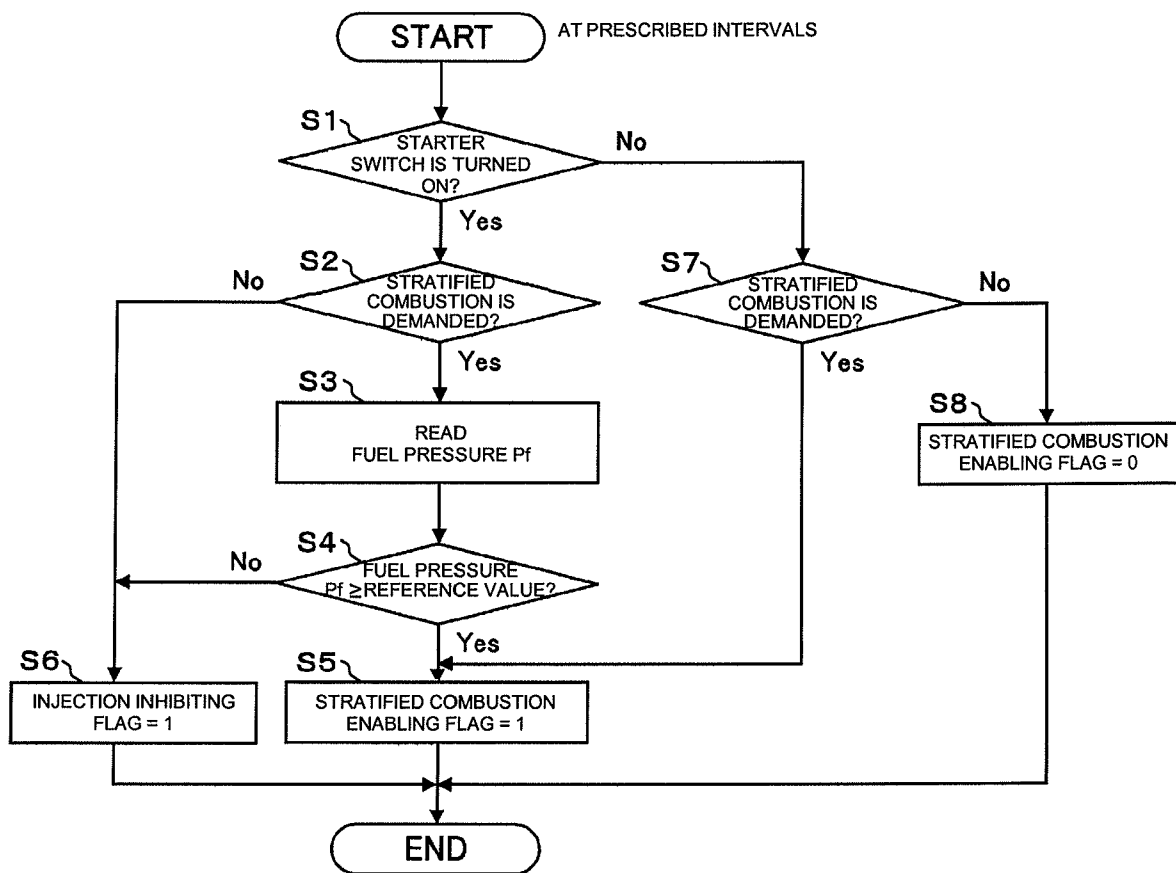 START
AT PRESCRIBED INTERVALS
S1
STARTER
SWITCH IS TURNED
ON?
No
Yes
S2
No
STRATIFIED
COMBUSTION IS
DEMANDED?
Yes
S7
STRATIFIED
COMBUSTION IS
DEMANDED?
No
Yes
S3
READ
FUEL PRESSURE Pf
S8
STRATIFIED COMBUSTION
ENABLING FLAG = 0
S4
No
FUEL PRESSURE
Pf ≥REFERENCE VALUE?
Yes
S6
INJECTION INHIBITING
FLAG = 1
S5
STRATIFIED COMBUSTION
ENABLING FLAG = 1
END